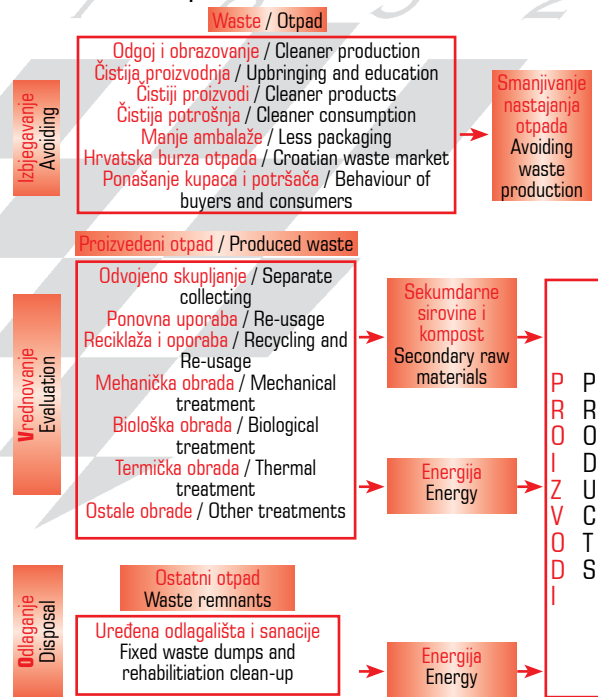 Waste / Otpad
Izbjegavanje
Avoiding
Odgoj i obrazovanje / Cleaner production
Čistija proizvodnja / Upbringing and education
Čistiji proizvodi / Cleaner products
Čistija potrošnja / Cleaner consumption
Manje ambalaže / Less packaging
Hrvatska burza otpada / Croatian waste market
Ponašanje kupaca i potršača / Behaviour of
buyers and consumers
Smanjivanje
nastajanja
otpada
Avoiding
waste
production
Proizvedeni otpad / Produced waste
Vrednovanje
Evaluation
Odvojeno skupljanje / Separate
collecting
Ponovna uporaba / Re-usage
Reciklaža i oporaba / Recycling and
Re-usage
Mehanička obrada / Mechanical
treatment
Biološka obrada / Biological
treatment
Termička obrada / Thermal
treatment
Ostale obrade / Other treatments
Sekumdarne
sirovine i
kompost
Secondary raw
materials
Energija
Energy
PROIZVODI
PRODUCTS
Odlaganje
Disposal
Ostatni otpad
Waste remnants
Uređena odlagališta i sanacije
Fixed waste dumps and
rehabilitiation clean-up
Energija
Energy